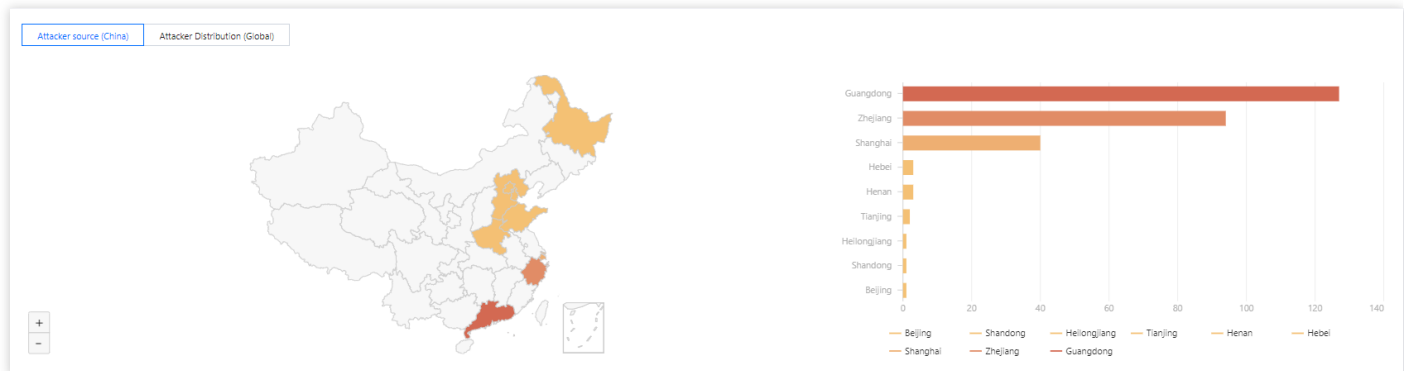 Attacker source (China) Attacker Distribution (Global)
Guangdong
Zhejiang
Shanghai
Hebei
Henan
Tianjing
Heilongjiang
Shandong
Beijing
0 20 40 60 80 100 120 140
Beijing Shandong Heilongjiang Tianjing Henan Hebei
Shanghai Zhejiang Guangdong
+
-